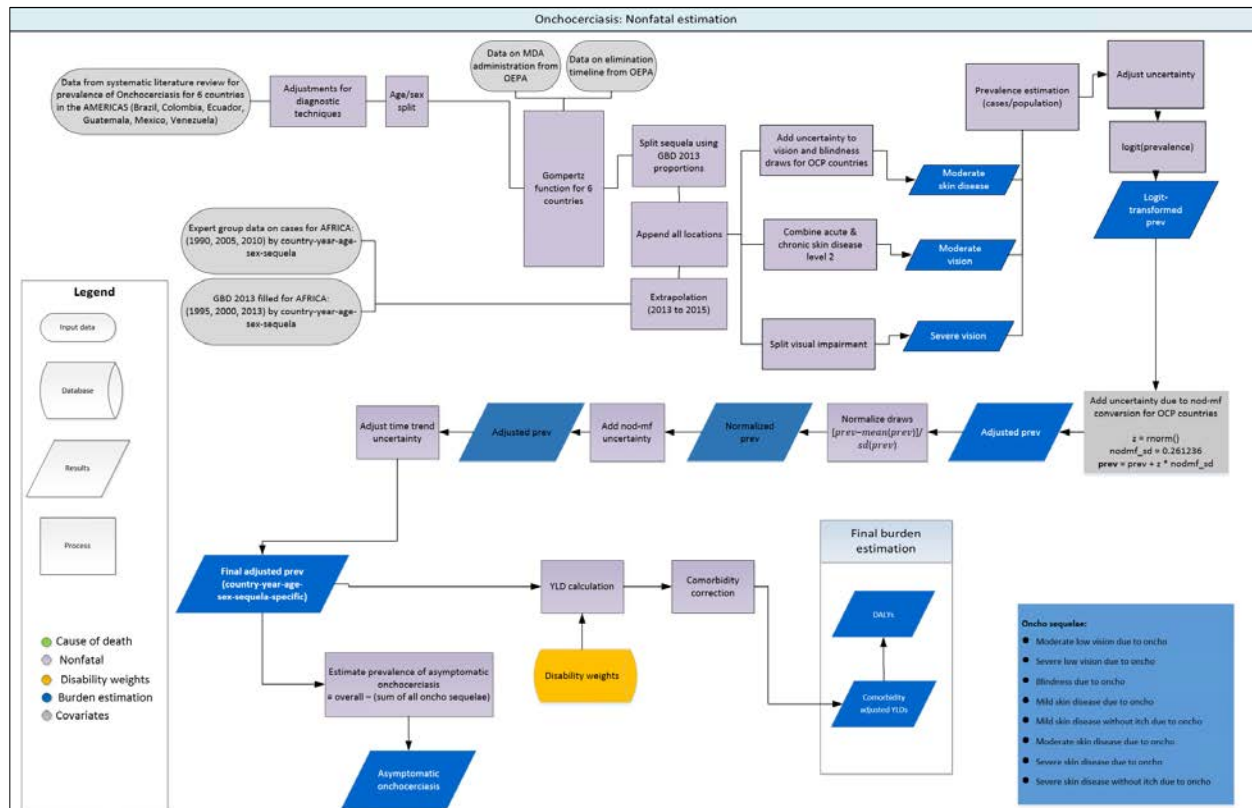 Onchocerciasis: Nonfatal estimation
Data from systematic literature review for
prevalence of Onchocerciasis for 6 countries
in the AMERICAS (Brazil, Colombia, Ecuador,
Guatemala, Mexico, Venezuela)
Adjustments for
diagnostic
techniques
Age/sex
split
Data on MDA
administration from
OEPA
Data on elimination
timeline from OEPA
Gompertz
function for 6
countries
Split sequela using
GBD 2013
proportions
Append all locations
Extrapolation
(2013 to 2015)
Expert group data on cases for AFRICA:
(1990, 2005, 2010) by country-year-age-
sex-sequela
GBD 2013 filled for AFRICA:
(1995, 2000, 2013) by country-year-age-
sex-sequela
Add uncertainty to
vision and blindness
draws for OCP countries
Combine acute &
chronic skin disease
level 2
Split visual impairment
Moderate
skin disease
Moderate
vision
Severe vision
Prevalence estimation
(cases/population)
Adjust uncertainty
logit(prevalence)
Logit-
transformed
prev
Add uncertainty due to nod-mf
conversion for OCP countries
z = rnorm()
nodmf_sd = 0.261236
prev = prev + z * nodmf_sd
Adjusted prev
Normalize draws
[prev−mean(prev)]/
sd(prev)
Normalized
prev
Add nod-mf
uncertainty
Adjusted prev
Adjust time trend
uncertainty
Final adjusted prev
(country-year-age-
sex-sequela-specific)
YLD calculation
Comorbidity
correction
Disability weights
Estimate prevalence of asymptomatic
onchocerciasis
= overall – (sum of all oncho sequelae)
Asymptomatic
onchocerciasis
Final burden
estimation
DALYs
Comorbidity
adjusted YLDs
Legend
Input data
Database
Results
Process
Cause of death
Nonfatal
Disability weights
Burden estimation
Covariates
Oncho sequelae:
● Moderate low vision due to oncho
● Severe low vision due to oncho
● Blindness due to oncho
● Mild skin disease due to oncho
● Mild skin disease without itch due to oncho
● Moderate skin disease due to oncho
● Severe skin disease due to oncho
● Severe skin disease without itch due to oncho